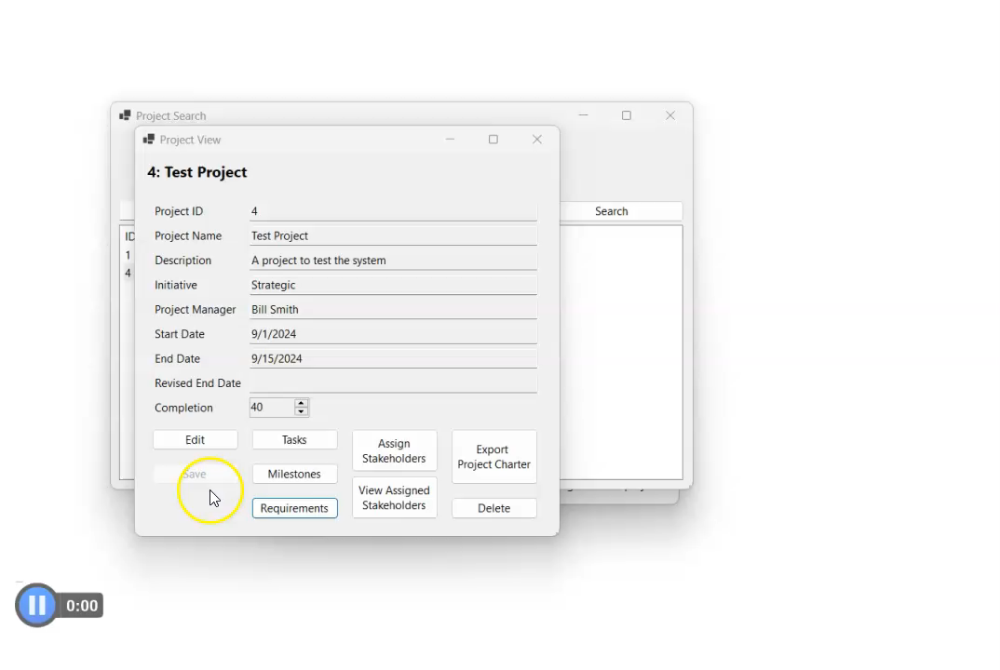 Project Search
Project View
4: Test Project
Project ID 4
Search
Project Name Test Project
ID
1
Description A project to test the system
4
Initiative Strategic
Project Manager Bill Smith
Start Date 9/1/2024
End Date 9/15/2024
Revised End Date
Completion 40
Edit Tasks
Assign
Stakeholders
Export
Project Charter
Save Milestones
View Assigned
Stakeholders
Requirements
Delete
0:00